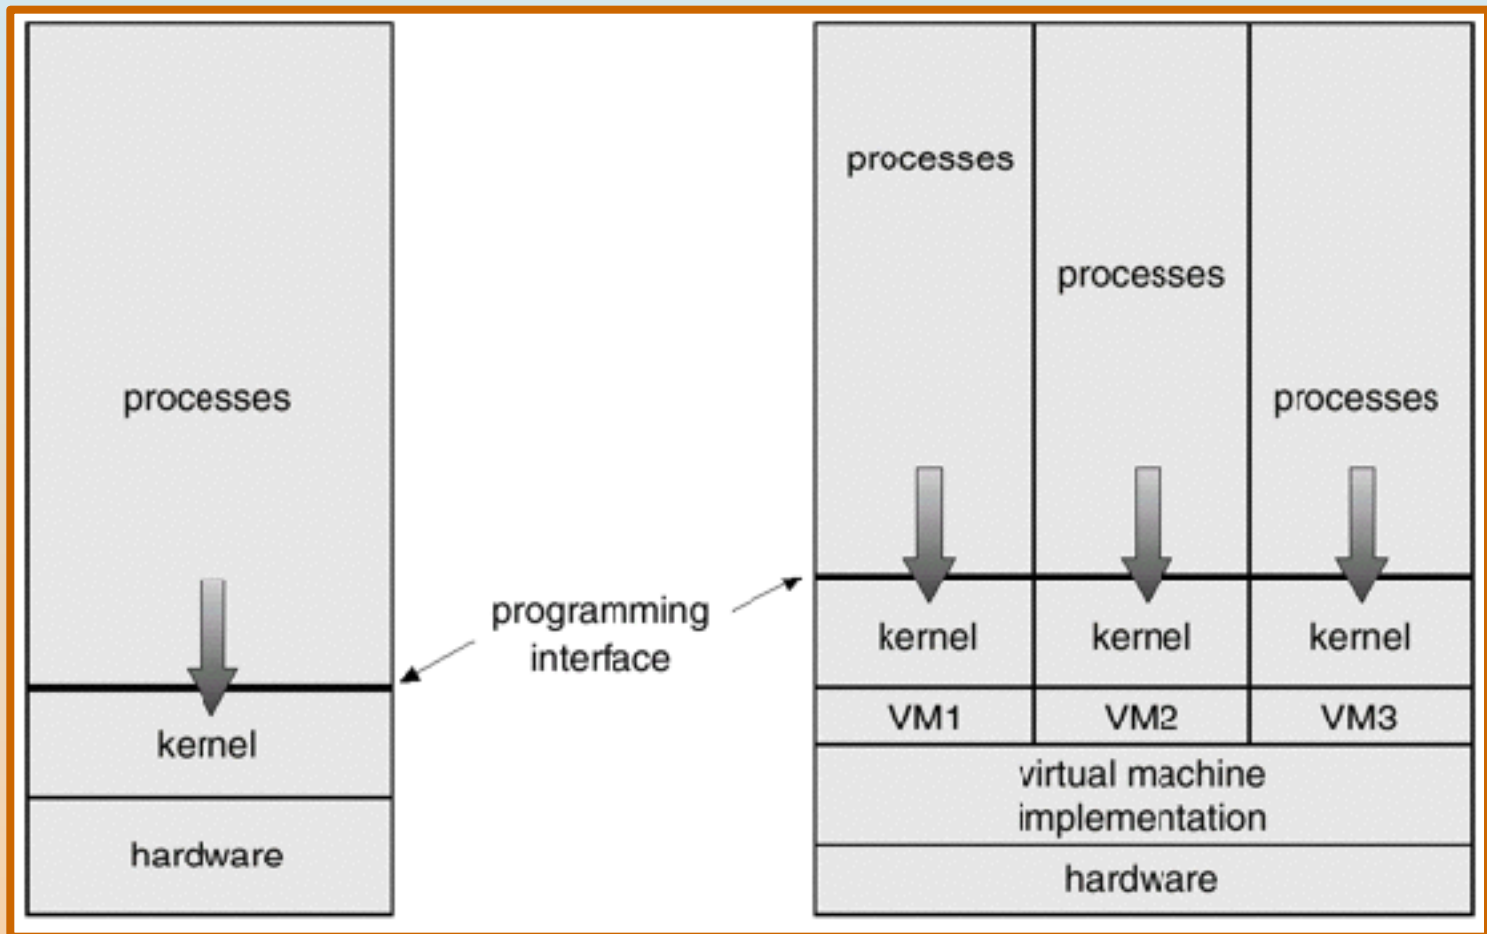 processes
kernel
hardware
programming
interface
processes
processes
processes
kernel
kernel
kernel
VM1
VM2
VM3
virtual machine
implementation
hardware